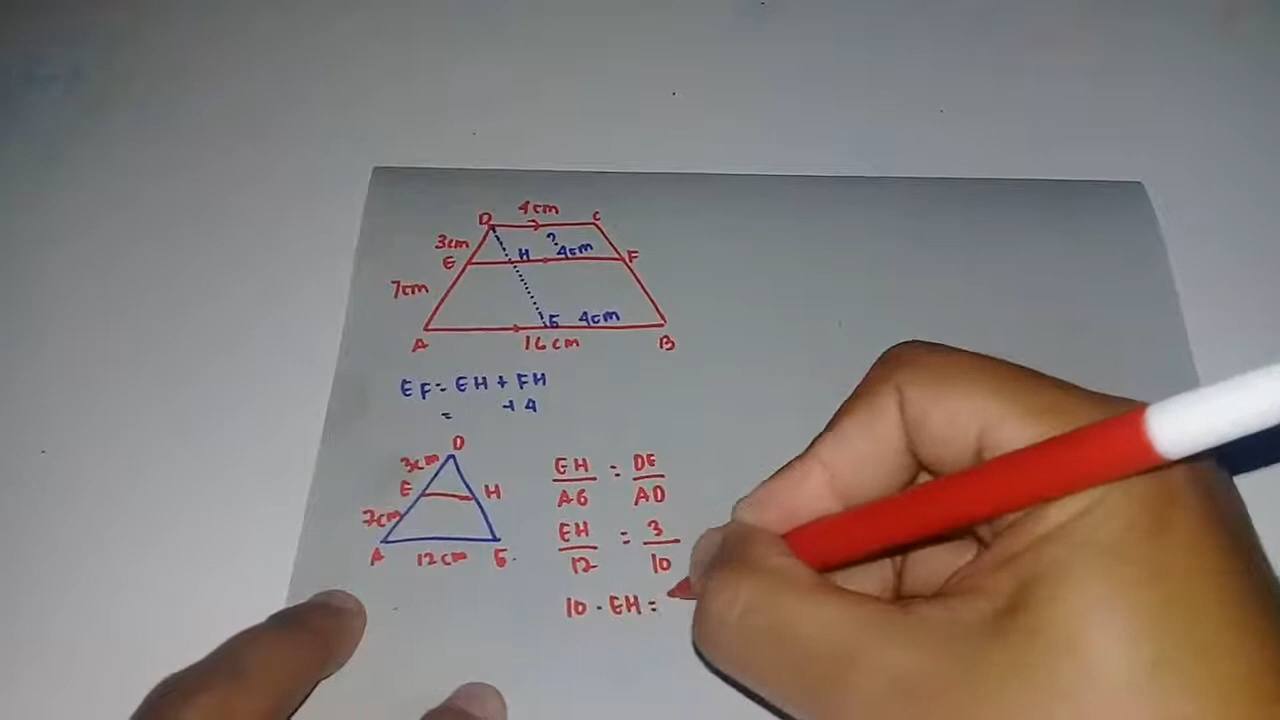 4cm
D C
3cm ?
E H 4cm F
7cm
G 4cm
A 16cm B
EF = EH + FH
= + 4
D
3cm
E H
7cm
A 12cm G
EH = DE
AG AD
EH = 3
12 10
10 · EH =